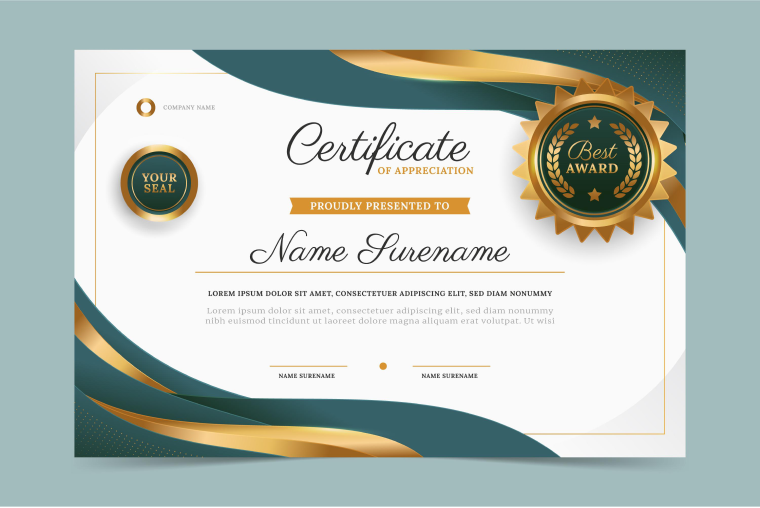 COMPANY NAME
YOUR
SEAL
Certificate
OF APPRECIATION
Best
AWARD
PROUDLY PRESENTED TO
Name Surename
LOREM IPSUM DOLOR SIT AMET, CONSECTETUER ADIPISCING ELIT, SED DIAM NONUMMY
Lorem ipsum dolor sit amet, consectetuer adipiscing elit, sed diam nonummy
nibh euismod tincidunt ut laoreet dolore magna aliquam erat volutpat. Ut wisi
NAME SURENAME
NAME SURENAME